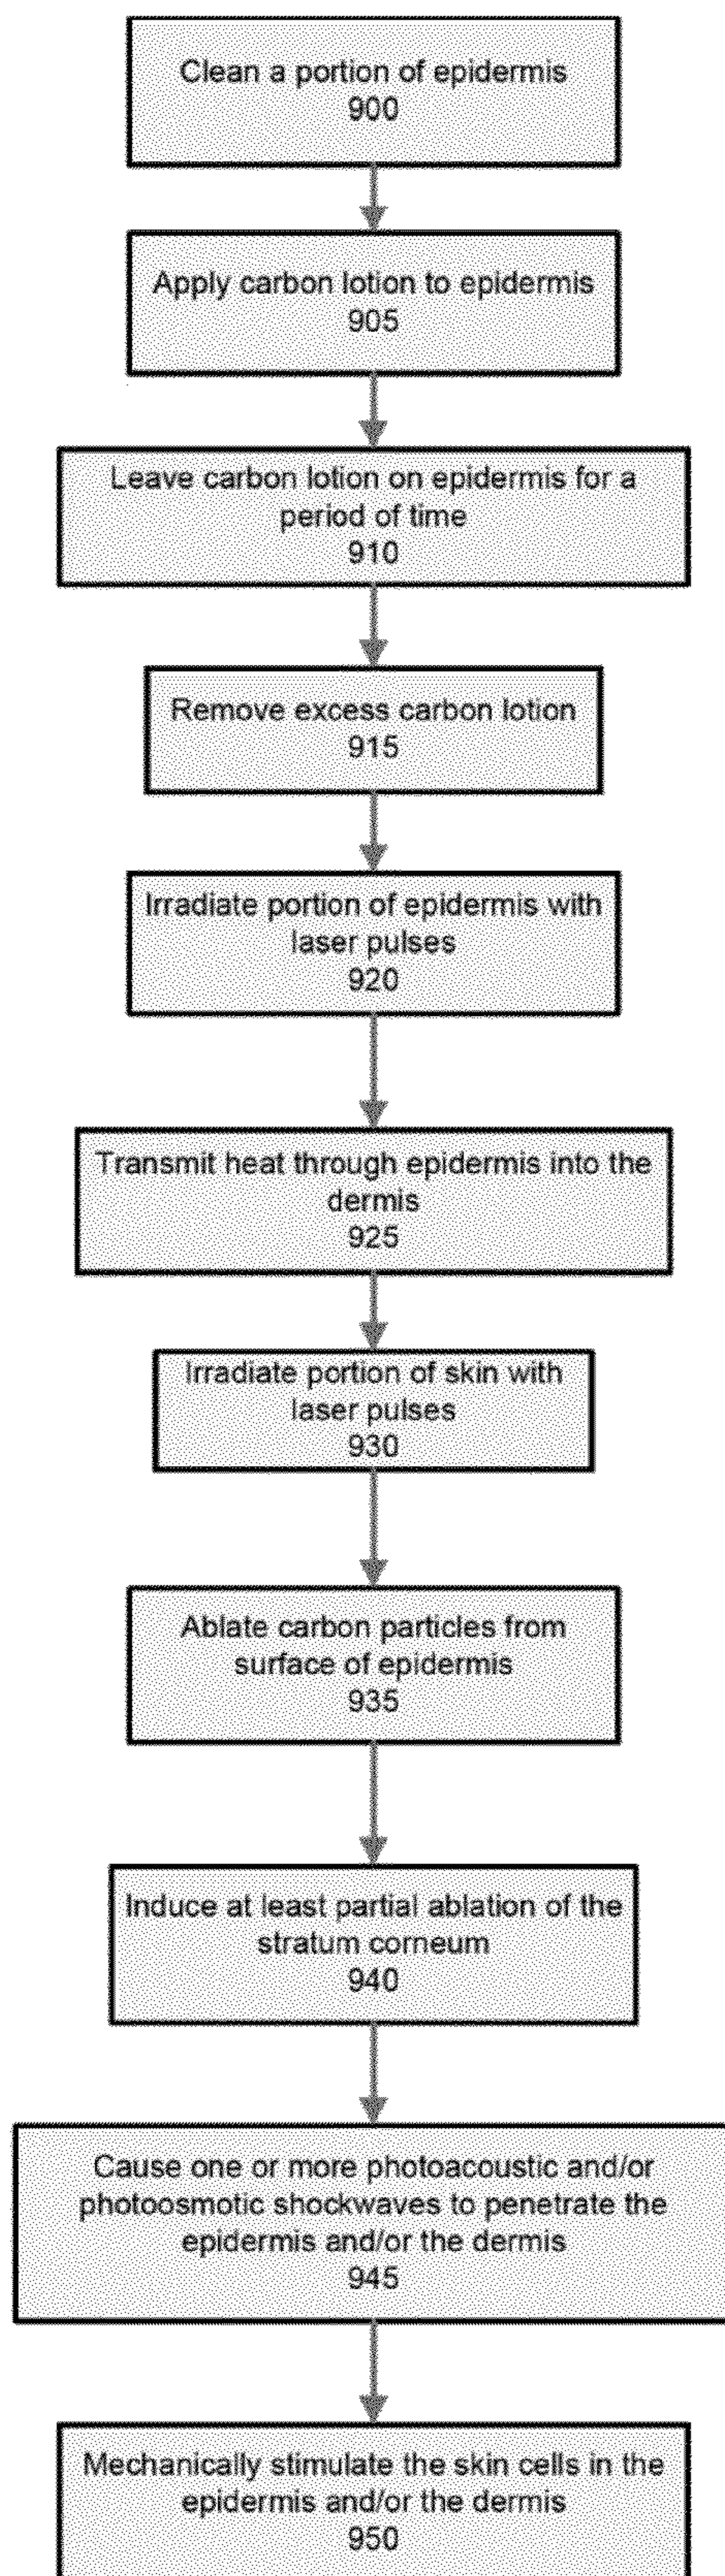 Clean a portion of epidermis
900
Apply carbon lotion to epidermis
905
Leave carbon lotion on epidermis for a
period of time
910
Remove excess carbon lotion
915
Irradiate portion of epidermis with
laser pulses
920
Transmit heat through epidermis into the
dermis
925
Irradiate portion of skin with
laser pulses
930
Ablate carbon particles from
surface of epidermis
935
Induce at least partial ablation of the
stratum corneum
940
Cause one or more photoacoustic and/or
photoosmotic shockwaves to penetrate the
epidermis and/or the dermis
945
Mechanically stimulate the skin cells in the
epidermis and/or the dermis
950